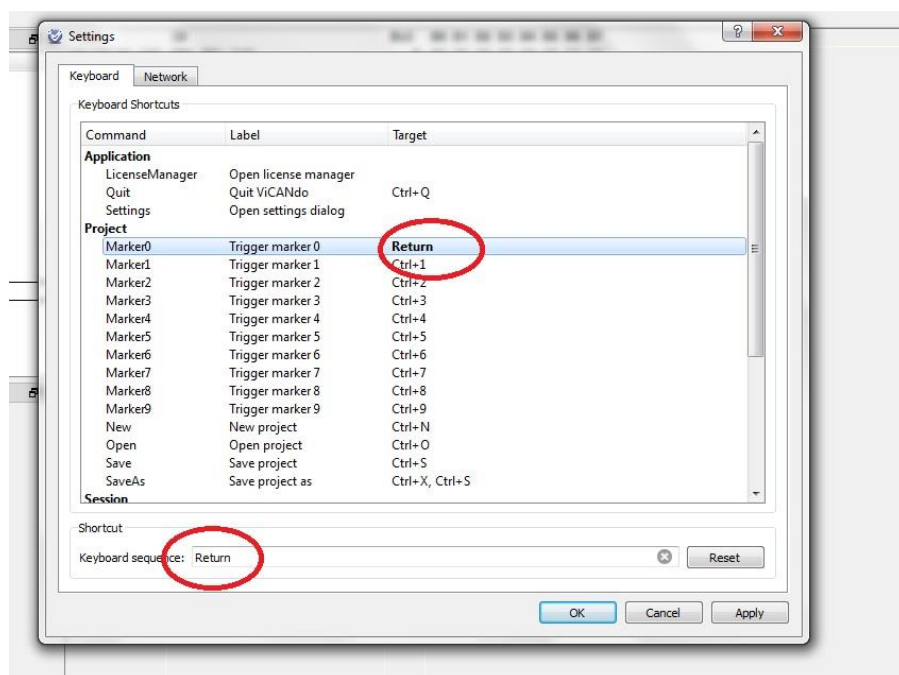 Settings
Keyboard Network
Keyboard Shortcuts
Command Label Target
Application
LicenseManager Open license manager
Quit Quit ViCANdo Ctrl+Q
Settings Open settings dialog
Project
Marker0 Trigger marker 0 Return
Marker1 Trigger marker 1 Ctrl+1
Marker2 Trigger marker 2 Ctrl+2
Marker3 Trigger marker 3 Ctrl+3
Marker4 Trigger marker 4 Ctrl+4
Marker5 Trigger marker 5 Ctrl+5
Marker6 Trigger marker 6 Ctrl+6
Marker7 Trigger marker 7 Ctrl+7
Marker8 Trigger marker 8 Ctrl+8
Marker9 Trigger marker 9 Ctrl+9
New New project Ctrl+N
Open Open project Ctrl+O
Save Save project Ctrl+S
SaveAs Save project as Ctrl+X, Ctrl+S
Session
Shortcut
Keyboard sequence: Return Reset
OK Cancel Apply